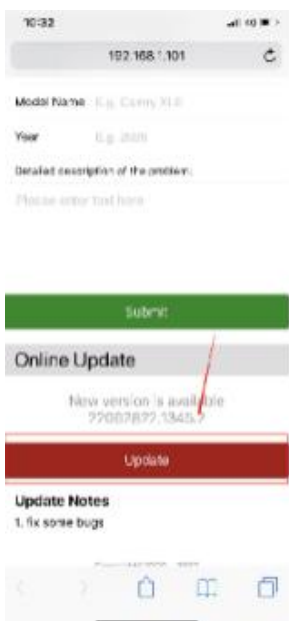 10:32
192.168.1.101
Model Name E.g. Camry XLE
Year E.g. 2020
Detailed description of the problem:
Please enter text here
Submit
Online Update
New version is available
Update
Update Notes
1. fix some bugs